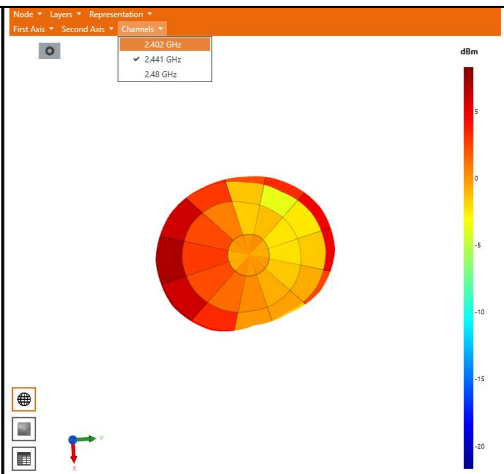 Node Layers Representation
First Axis Second Axis Channels
2.402 GHz
2.441 GHz
2.48 GHz
dBm
5
0
-5
-10
-15
-20
Y
X